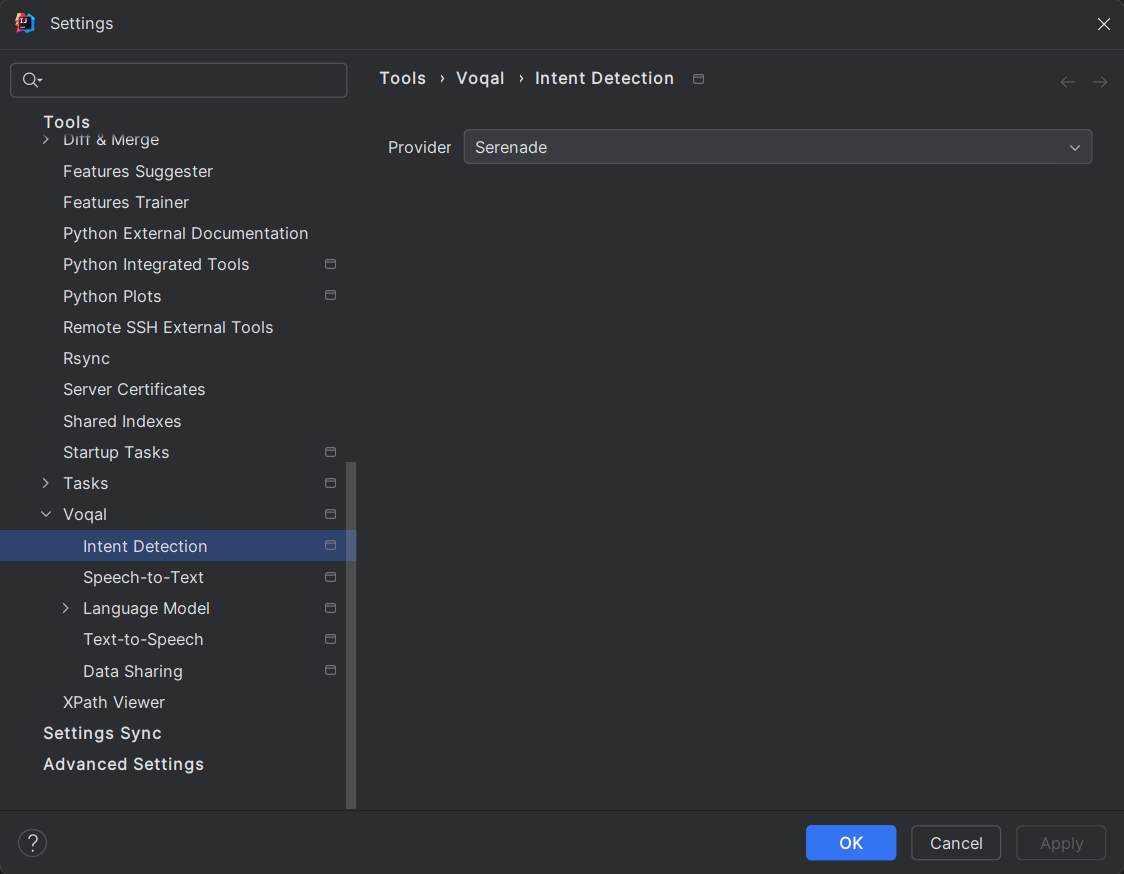 Settings
Tools › Voqal › Intent Detection
Tools
Diff & Merge
Features Suggester
Features Trainer
Python External Documentation
Python Integrated Tools
Python Plots
Remote SSH External Tools
Rsync
Server Certificates
Shared Indexes
Startup Tasks
Tasks
Voqal
Intent Detection
Speech-to-Text
Language Model
Text-to-Speech
Data Sharing
XPath Viewer
Settings Sync
Advanced Settings
Provider Serenade
? OK Cancel Apply